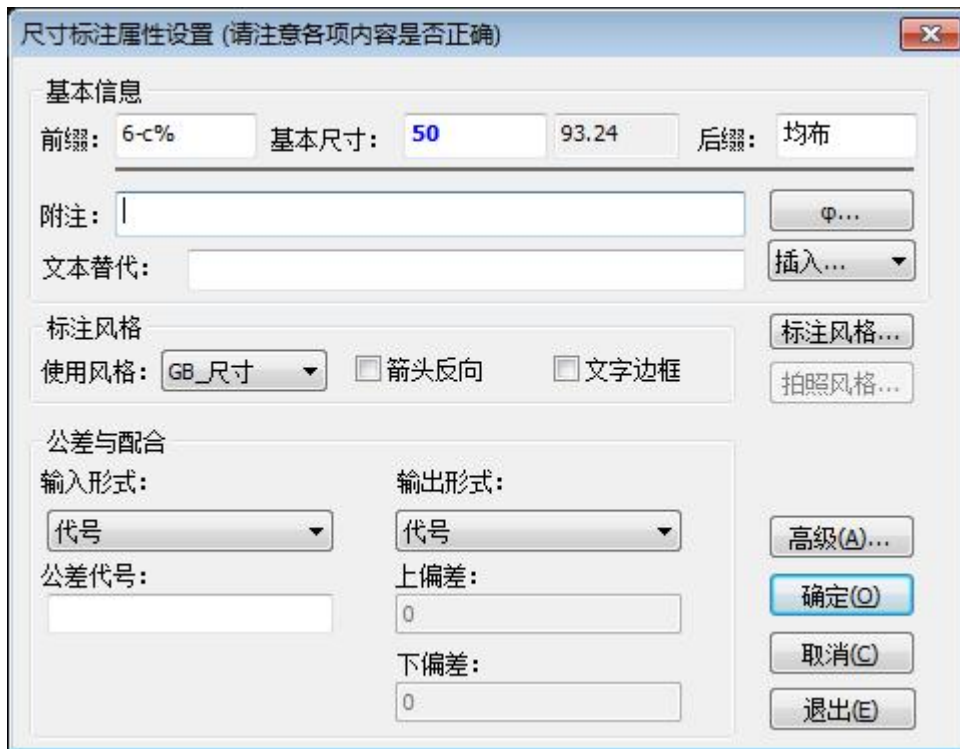 尺寸标注属性设置 (请注意各项内容是否正确)
基本信息
前缀: 6-c% 基本尺寸: 50 93.24 后缀: 均布
附注: φ...
文本替代: 插入...
标注风格 标注风格...
使用风格: GB_尺寸 箭头反向 文字边框
拍照风格...
公差与配合
输入形式: 输出形式:
代号 代号 高级(A)...
公差代号: 上偏差:
确定(O)
0
取消(C)
下偏差:
0 退出(E)